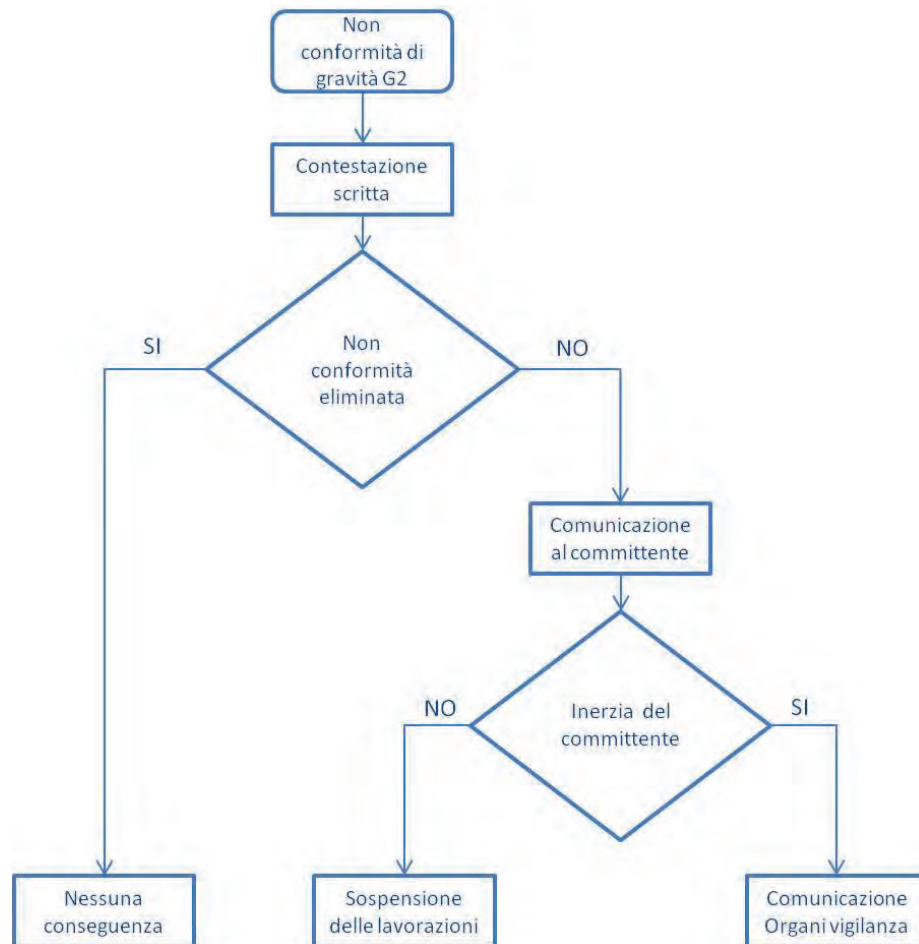 Non
conformità di
gravità G2
Contestazione
scritta
SI
Non
conformità
eliminata
NO
Comunicazione
al committente
NO
Inerzia del
committente
SI
Nessuna
conseguenza
Sospensione
delle lavorazioni
Comunicazione
Organi vigilanza